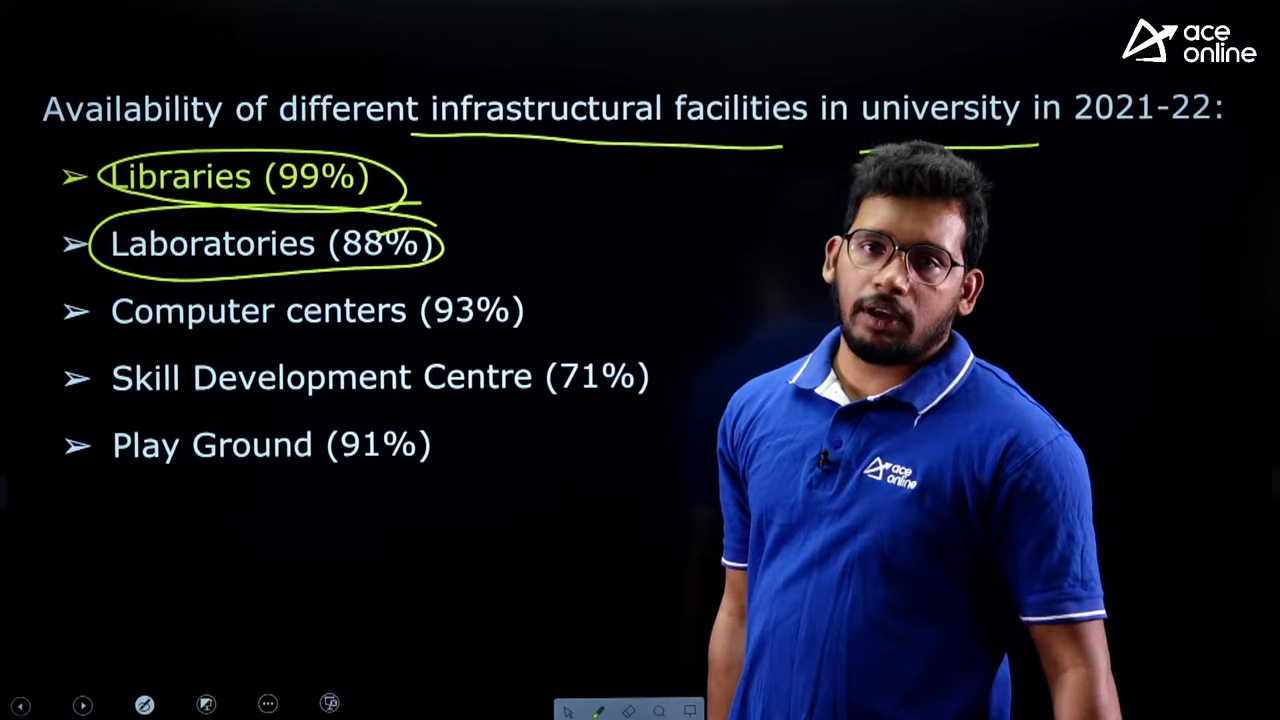 ace
online
Availability of different infrastructural facilities in university in 2021-22:
➢ Libraries (99%)
➢ Laboratories (88%)
➢ Computer centers (93%)
➢ Skill Development Centre (71%)
➢ Play Ground (91%)
ace
online